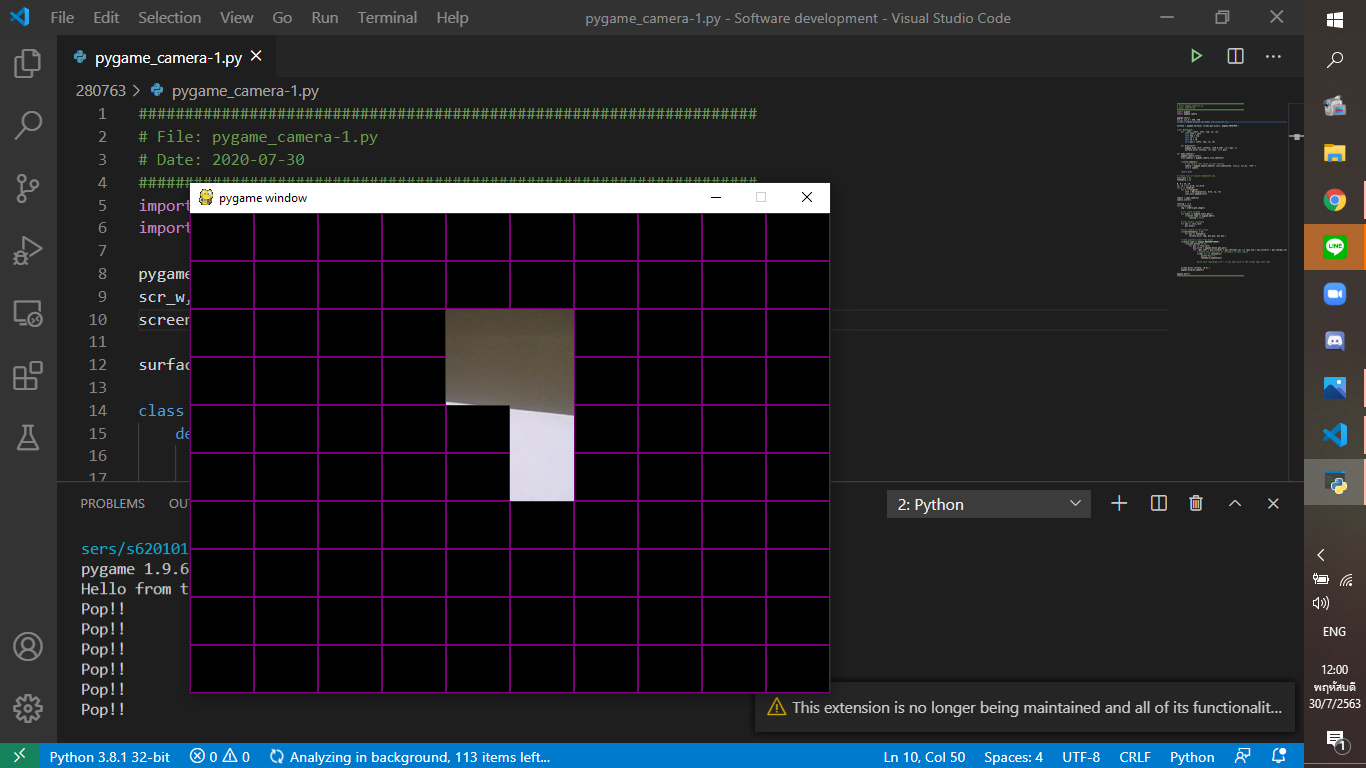 File Edit Selection View Go Run Terminal Help
pygame_camera-1.py - Software development - Visual Studio Code
pygame_camera-1.py
280763 > pygame_camera-1.py
1 ###################################################################
2 # File: pygame_camera-1.py
3 # Date: 2020-07-30
4 ###################################################################
5 import
6 import
7
8 pygame
9 scr_w,
10 screen
11
12 surfac
13
14 class
15 de
16
17
pygame window
PROBLEMS OU
2: Python
sers/s620101
pygame 1.9.6
Hello from t
Pop!!
Pop!!
Pop!!
Pop!!
Pop!!
Pop!!
This extension is no longer being maintained and all of its functionalit...
Python 3.8.1 32-bit 0 0 Analyzing in background, 113 items left...
Ln 10, Col 50 Spaces: 4 UTF-8 CRLF Python
LINE
ENG
12:00
พฤหัสบดี
30/7/2563
1